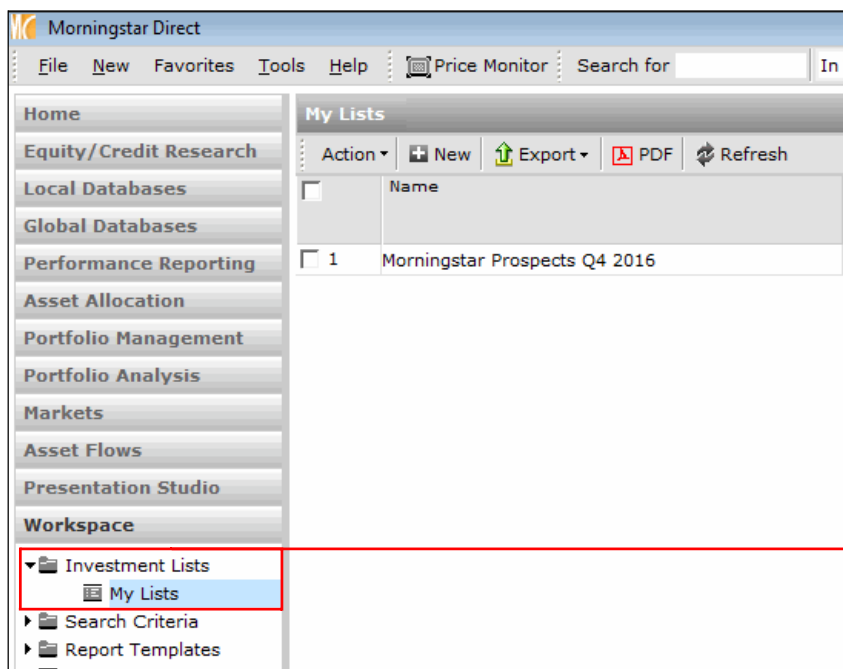 Morningstar Direct
File New Favorites Tools Help Price Monitor Search for In
Home
Equity/Credit Research
Local Databases
Global Databases
Performance Reporting
Asset Allocation
Portfolio Management
Portfolio Analysis
Markets
Asset Flows
Presentation Studio
Workspace
Investment Lists
My Lists
Search Criteria
Report Templates
My Lists
Action New Export PDF Refresh
Name
1 Morningstar Prospects Q4 2016